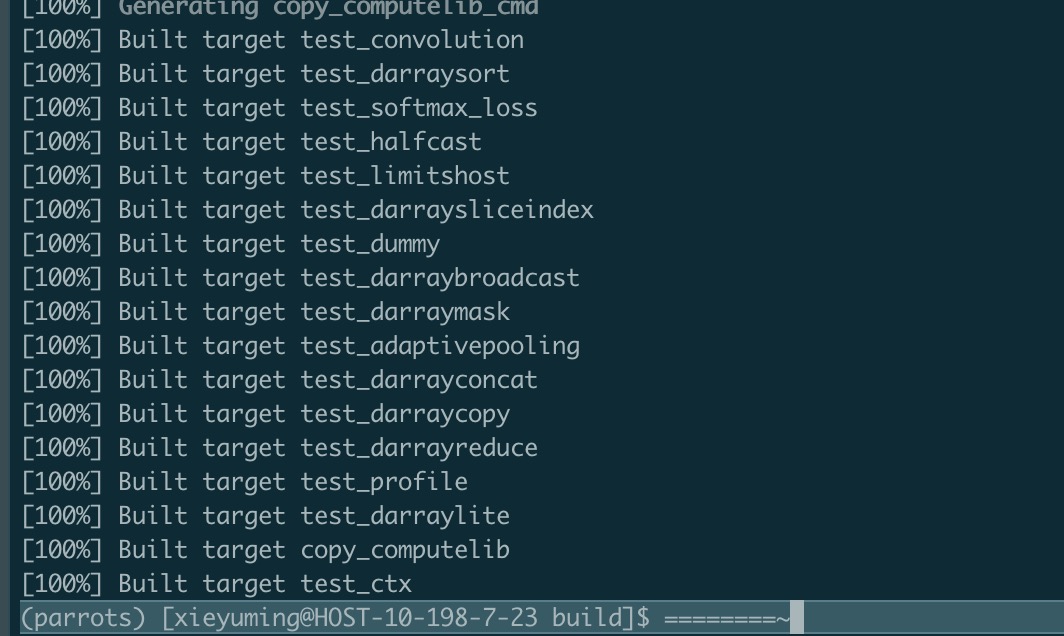 [100%] Generating copy_computelib_cmd
[100%] Built target test_convolution
[100%] Built target test_darraysort
[100%] Built target test_softmax_loss
[100%] Built target test_halfcast
[100%] Built target test_limitshost
[100%] Built target test_darraysliceindex
[100%] Built target test_dummy
[100%] Built target test_darraybroadcast
[100%] Built target test_darraymask
[100%] Built target test_adaptivepooling
[100%] Built target test_darrayconcat
[100%] Built target test_darraycopy
[100%] Built target test_darrayreduce
[100%] Built target test_profile
[100%] Built target test_darraylite
[100%] Built target copy_computelib
[100%] Built target test_ctx
(parrots) [xieyuming@HOST-10-198-7-23 build]$ ========~